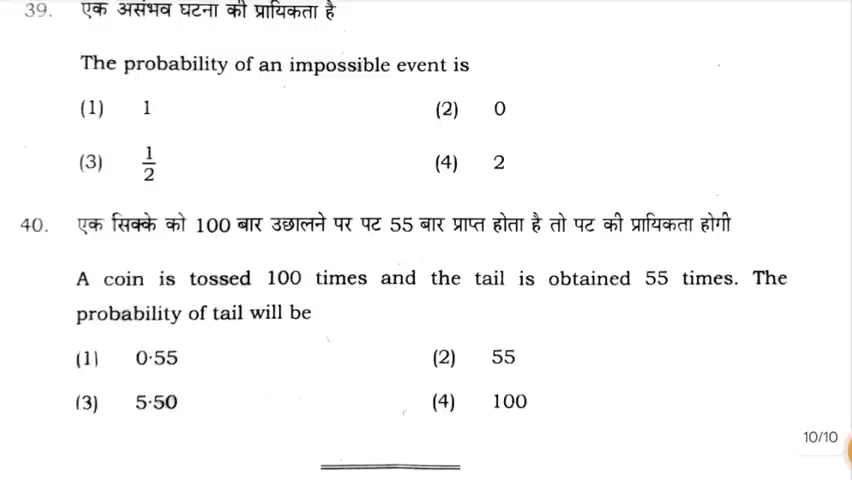 39. एक असंभव घटना की प्रायिकता है
The probability of an impossible event is
(1) 1 (2) 0
(3) 1/2 (4) 2
40. एक सिक्के को 100 बार उछालने पर पट 55 बार प्राप्त होता है तो पट की प्रायिकता होगी
A coin is tossed 100 times and the tail is obtained 55 times. The
probability of tail will be
(1) 0·55 (2) 55
(3) 5·50 (4) 100
10/10